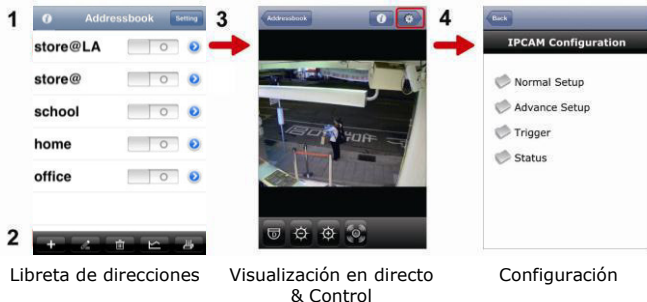 1
Addressbook
Setting
store@LA
store@
school
home
office
2
3
Addressbook
4
Back
IPCAM Configuration
Normal Setup
Advance Setup
Trigger
Status
Libreta de direcciones
Visualización en directo
& Control
Configuración